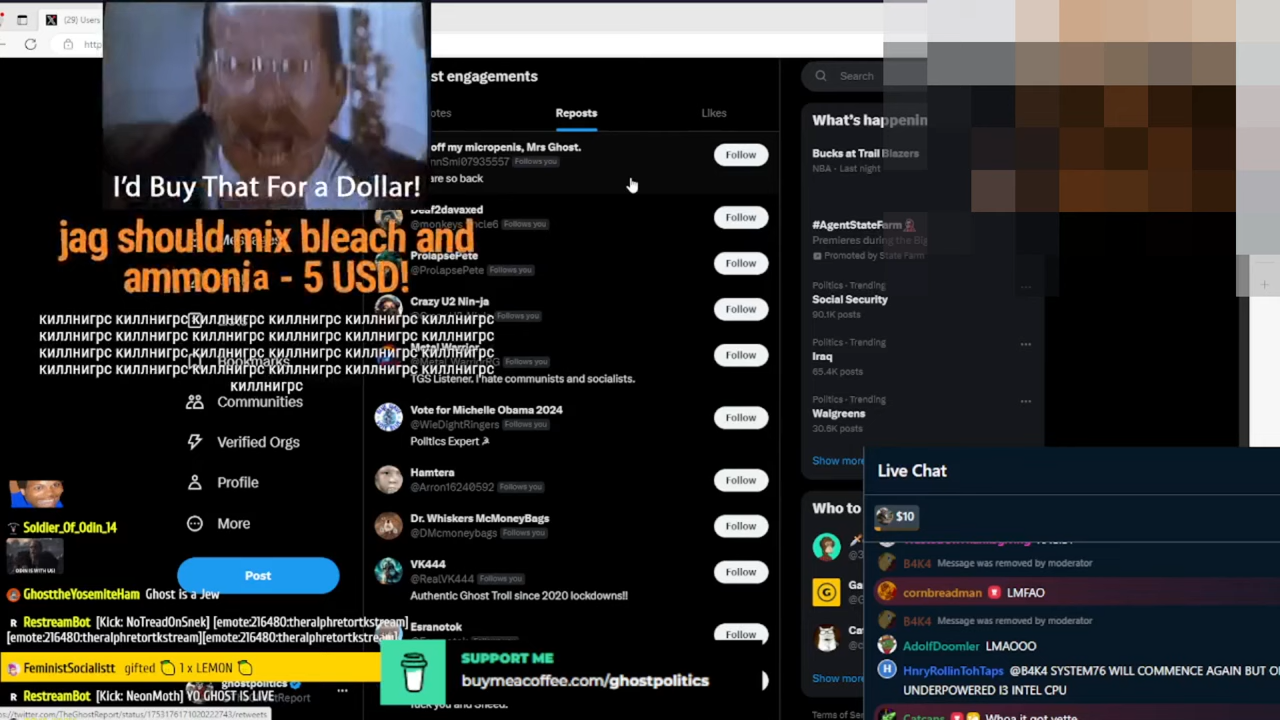 (29) Users
http
I'd Buy That For a Dollar!
jag should mix bleach and
ammonia - 5 USD!
киллнигрс киллнигрс киллнигрс киллнигрс киллнигрс киллнигрс
киллнигрс киллнигрс киллнигрс киллнигрс киллнигрс киллнигрс
киллнигрс киллнигрс киллнигрс киллнигрс киллнигрс киллнигрс
киллнигрс киллнигрс киллнигрс киллнигрс киллнигрс киллнигрс
киллнигрс
Communities
Verified Orgs
Profile
More
Post
st engagements
otes
Reposts
Likes
off my micropenis, Mrs Ghost.
nnSmi07935557 Follows you
are so back
Follow
Deaf2davaxed
Follows you
Follow
ProlapsePete
@ProlapsePete Follows you
Follow
Crazy U2 Nin-ja
Follows you
Follow
Metal Warrior
Follows you
TGS Listener. I hate communists and socialists.
Follow
Vote for Michelle Obama 2024
@WieDightRingers Follows you
Politcs Expert
Follow
Hamtera
@Arron16240592 Follows you
Follow
Dr. Whiskers McMoneyBags
@DMcmoneybags Follows you
Follow
VK444
@RealVK444 Follows you
Authentic Ghost Troll since 2020 lockdowns!!
Follow
Esranotok
Follow
Search
What's happenin
Bucks at Trail Blazers
NBA - Last night
#AgentStateFarm
Premieres during the Big
Promoted by State Farm
Politics - Trending
Social Security
90.1K posts
Politics - Trending
Iraq
65.4K posts
Politics - Trending
Walgreens
30.6K posts
Show more
Who to
Show more
Terms of Se
Live Chat
$10
B4K4 Message was removed by moderator
cornbreadman LMFAO
B4K4 Message was removed by moderator
AdolfDoomler LMAOOO
HnryRollinTohTaps @B4K4 SYSTEM76 WILL COMMENCE AGAIN BUT
UNDERPOWERED I3 INTEL CPU
Catcans Whoa it got vette
Soldier_Of_Odin_14
ODIN IS WITH US!
GhosttheYosemiteHam Ghost is a Jew
RestreamBot [Kick: NoTreadOnSnek] [emote:216480:theralphretortkstream]
[emote:216480:theralphretortkstream][emote:216480:theralphretortkstream]
FeministSocialistt gifted 1 x LEMON
RestreamBot [Kick: NeonMoth] YO GHOST IS LIVE
SUPPORT ME
buymeacoffee.com/ghostpolitics